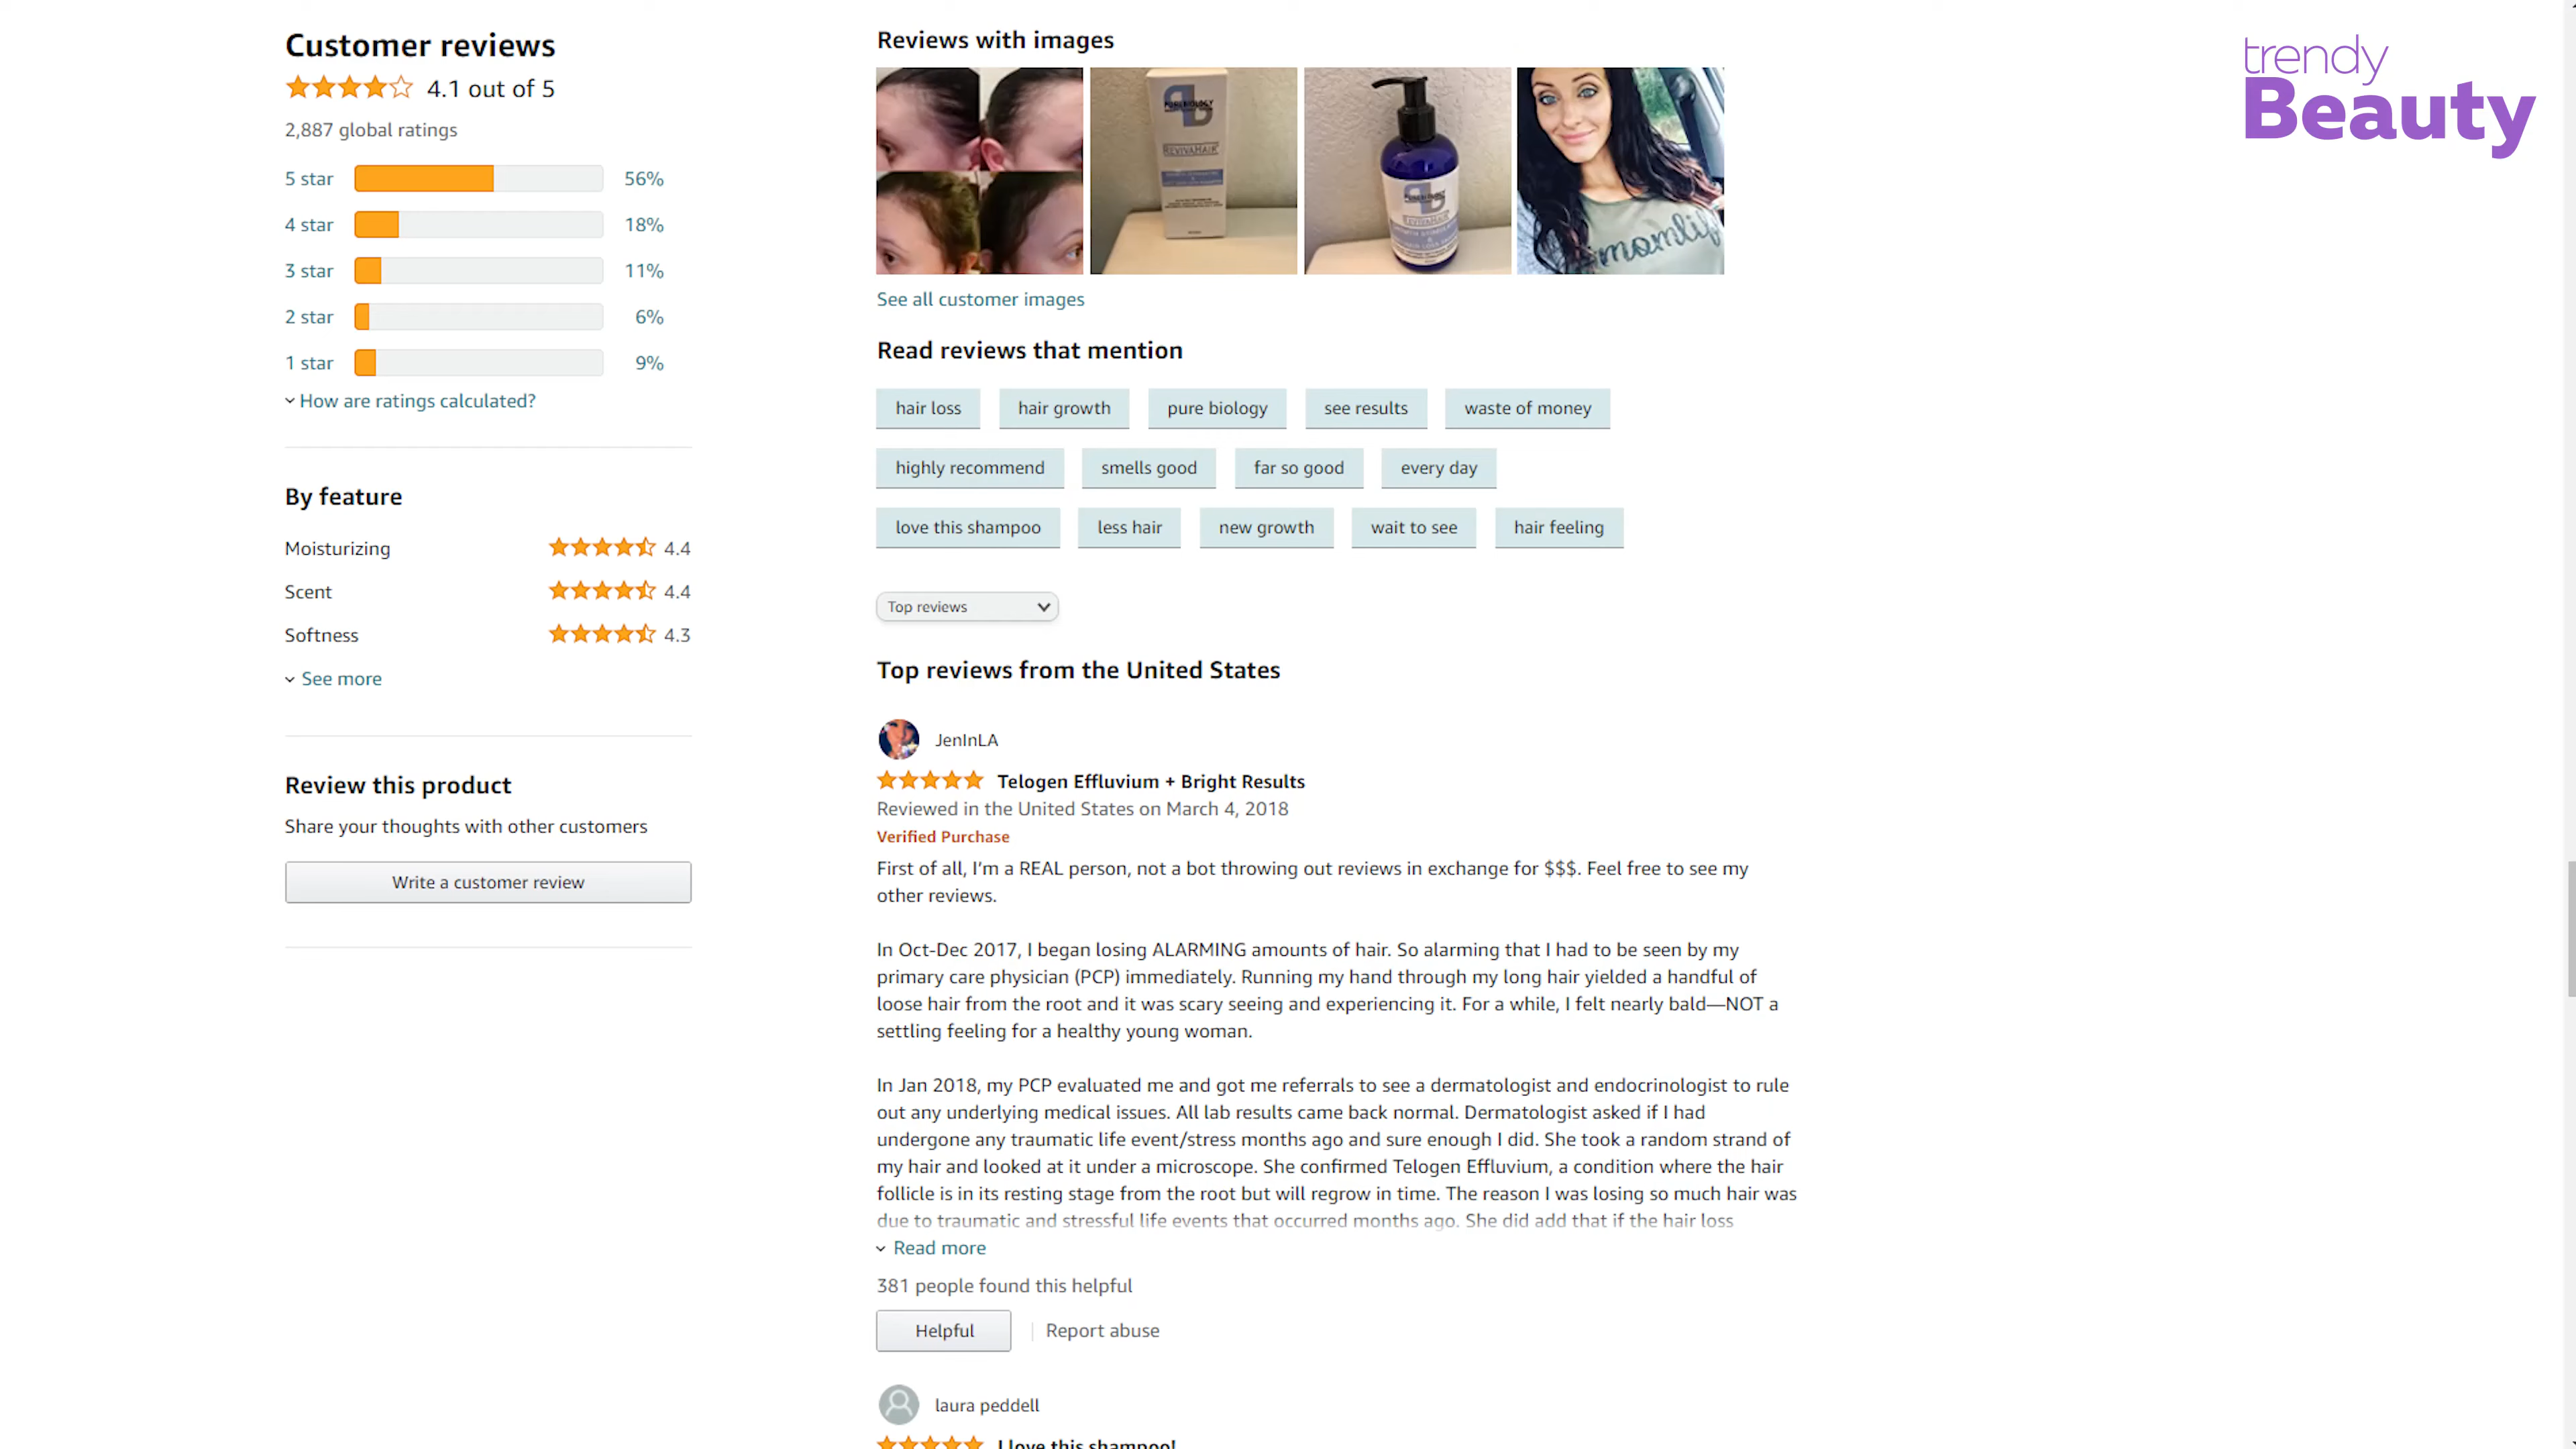 Customer reviews
4.1 out of 5
2,887 global ratings
5 star 56%
4 star 18%
3 star 11%
2 star 6%
1 star 9%
How are ratings calculated?
By feature
Moisturizing 4.4
Scent 4.4
Softness 4.3
See more
Review this product
Share your thoughts with other customers
Write a customer review
Reviews with images
PUREBIOLOGY
REVIVAHAIR
PUREBIOLOGY
REVIVAHAIR
momlif
See all customer images
Read reviews that mention
hair loss hair growth pure biology see results waste of money
highly recommend smells good far so good every day
love this shampoo less hair new growth wait to see hair feeling
Top reviews
Top reviews from the United States
JenInLA
Telogen Effluvium + Bright Results
Reviewed in the United States on March 4, 2018
Verified Purchase
First of all, I'm a REAL person, not a bot throwing out reviews in exchange for $$$. Feel free to see my
other reviews.
In Oct-Dec 2017, I began losing ALARMING amounts of hair. So alarming that I had to be seen by my
primary care physician (PCP) immediately. Running my hand through my long hair yielded a handful of
loose hair from the root and it was scary seeing and experiencing it. For a while, I felt nearly bald—NOT a
settling feeling for a healthy young woman.
In Jan 2018, my PCP evaluated me and got me referrals to see a dermatologist and endocrinologist to rule
out any underlying medical issues. All lab results came back normal. Dermatologist asked if I had
undergone any traumatic life event/stress months ago and sure enough I did. She took a random strand of
my hair and looked at it under a microscope. She confirmed Telogen Effluvium, a condition where the hair
follicle is in its resting stage from the root but will regrow in time. The reason I was losing so much hair was
due to traumatic and stressful life events that occurred months ago. She did add that if the hair loss
Read more
381 people found this helpful
Helpful Report abuse
laura peddell
I love this shampoo!
trendy
Beauty